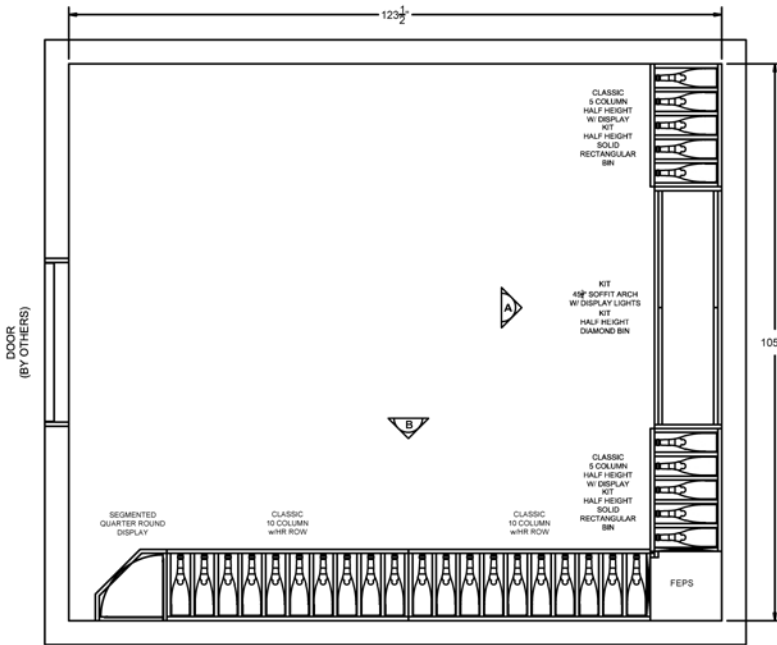 123 1/2"
CLASSIC
5 COLUMN
HALF HEIGHT
W/ DISPLAY
KIT
HALF HEIGHT
SOLID
RECTANGULAR
BIN
DOOR
(BY OTHERS)
KIT
SOFFIT ARCH
W/ DISPLAY LIGHTS
KIT
HALF HEIGHT
DIAMOND BIN
A
105
B
CLASSIC
5 COLUMN
HALF HEIGHT
W/ DISPLAY
KIT
HALF HEIGHT
SOLID
RECTANGULAR
BIN
SEGMENTED
QUARTER ROUND
DISPLAY
CLASSIC
10 COLUMN
w/HR ROW
CLASSIC
10 COLUMN
w/HR ROW
FEPS